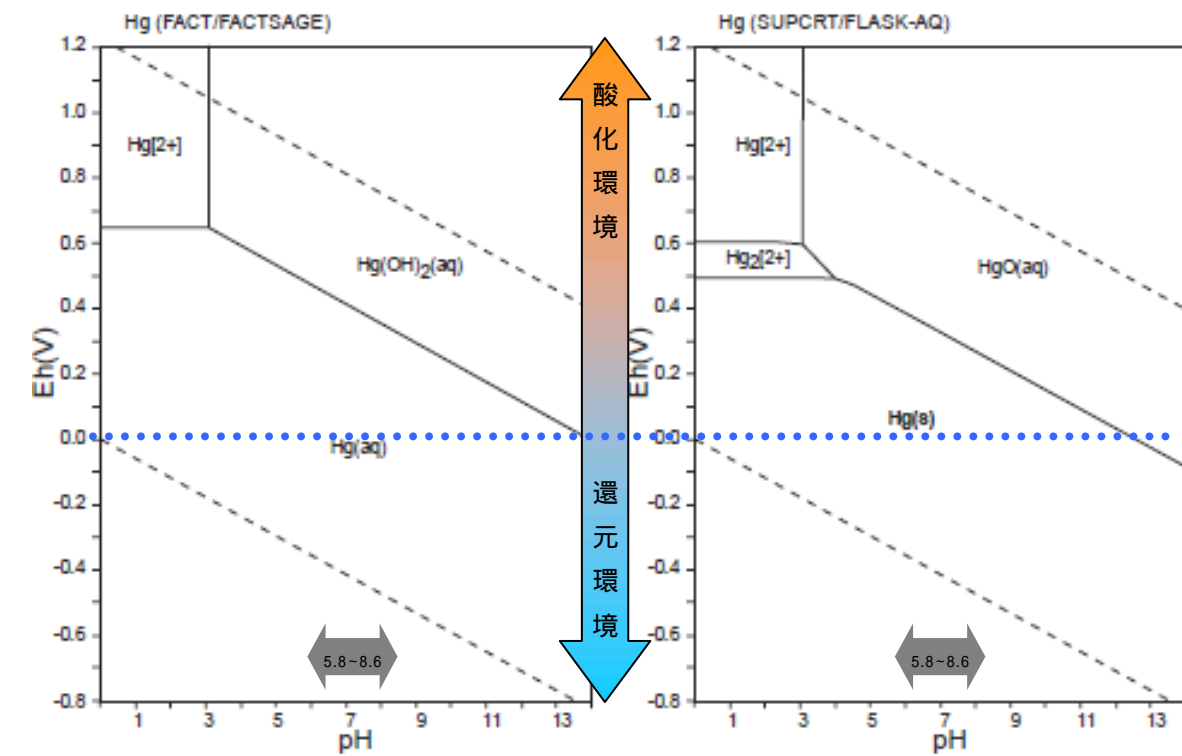 Hg (FACT/FACTSAGE)
1.2
1.0
0.8
0.6
0.4
0.2
0.0
-0.2
-0.4
-0.6
-0.8
Eh(V)
Hg[2+]
Hg(OH)2(aq)
Hg(aq)
5.8~8.6
1 3 5 7 9 11 13
pH
酸化環境
還元環境
Hg (SUPCRT/FLASK-AQ)
1.2
1.0
0.8
0.6
0.4
0.2
0.0
-0.2
-0.4
-0.6
-0.8
Eh(V)
Hg[2+]
Hg2[2+]
HgO(aq)
Hg(s)
5.8~8.6
1 3 5 7 9 11 13
pH